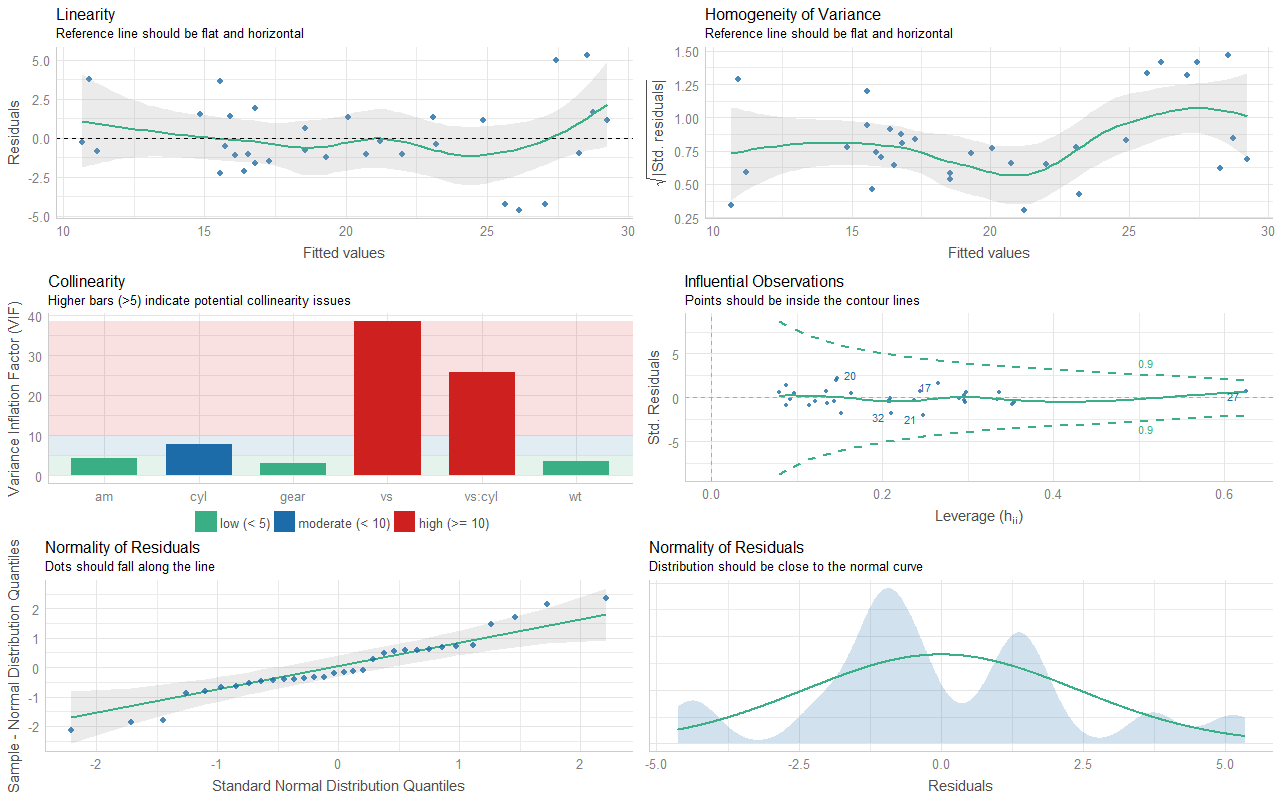 Linearity
Reference line should be flat and horizontal
Residuals
5.0
2.5
0.0
-2.5
-5.0
10
15
20
25
30
Fitted values
Homogeneity of Variance
Reference line should be flat and horizontal
√|Std. residuals|
1.50
1.25
1.00
0.75
0.50
0.25
10
15
20
25
30
Fitted values
Collinearity
Higher bars (>5) indicate potential collinearity issues
Variance Inflation Factor (VIF)
40
30
20
10
0
am
cyl
gear
vs
vs:cyl
wt
low (< 5)
moderate (< 10)
high (>= 10)
Influential Observations
Points should be inside the contour lines
Std. Residuals
5
0
-5
0.9
20
17
27
32
21
0.9
0.0
0.2
0.4
0.6
Leverage (hii)
Normality of Residuals
Dots should fall along the line
Sample - Normal Distribution Quantiles
2
1
0
-1
-2
-2
-1
0
1
2
Standard Normal Distribution Quantiles
Normality of Residuals
Distribution should be close to the normal curve
-5.0
-2.5
0.0
2.5
5.0
Residuals